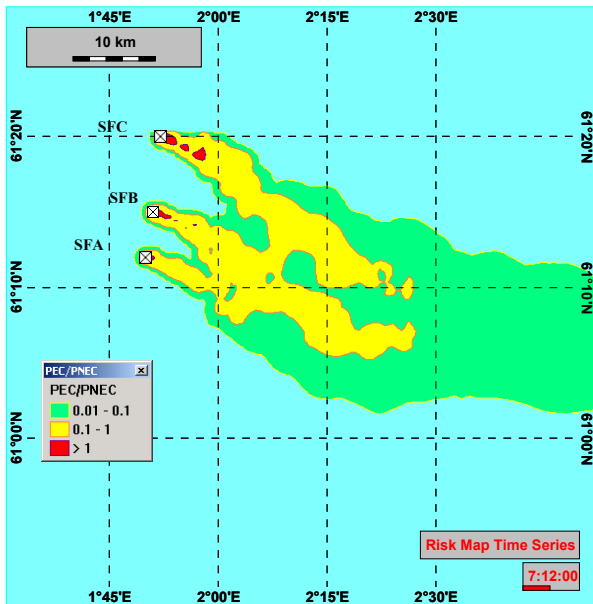 1°45'E 2°00'E 2°15'E 2°30'E
10 km
61°20'N 61°20'N
SFC
SFB
SFA
61°10'N 61°10'N
PEC/PNEC x
PEC/PNEC
0.01 - 0.1
0.1 - 1
> 1
61°00'N 61°00'N
Risk Map Time Series
7:12:00
1°45'E 2°00'E 2°15'E 2°30'E